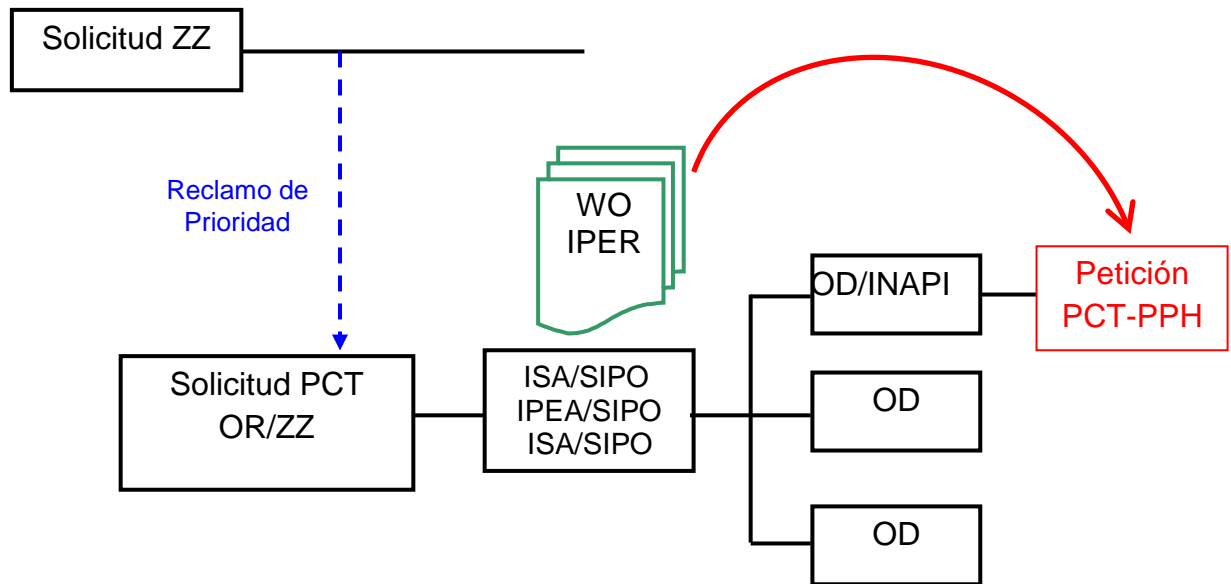 Solicitud ZZ
Reclamo de
Prioridad
WO
IPER
OD/INAPI
Petición
PCT-PPH
Solicitud PCT
OR/ZZ
ISA/SIPO
IPEA/SIPO
ISA/SIPO
OD
OD